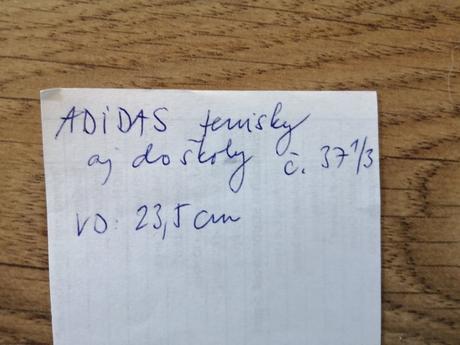 ADiDAS tenisky
aj do školy č. 37 1/3
VD: 23,5 cm